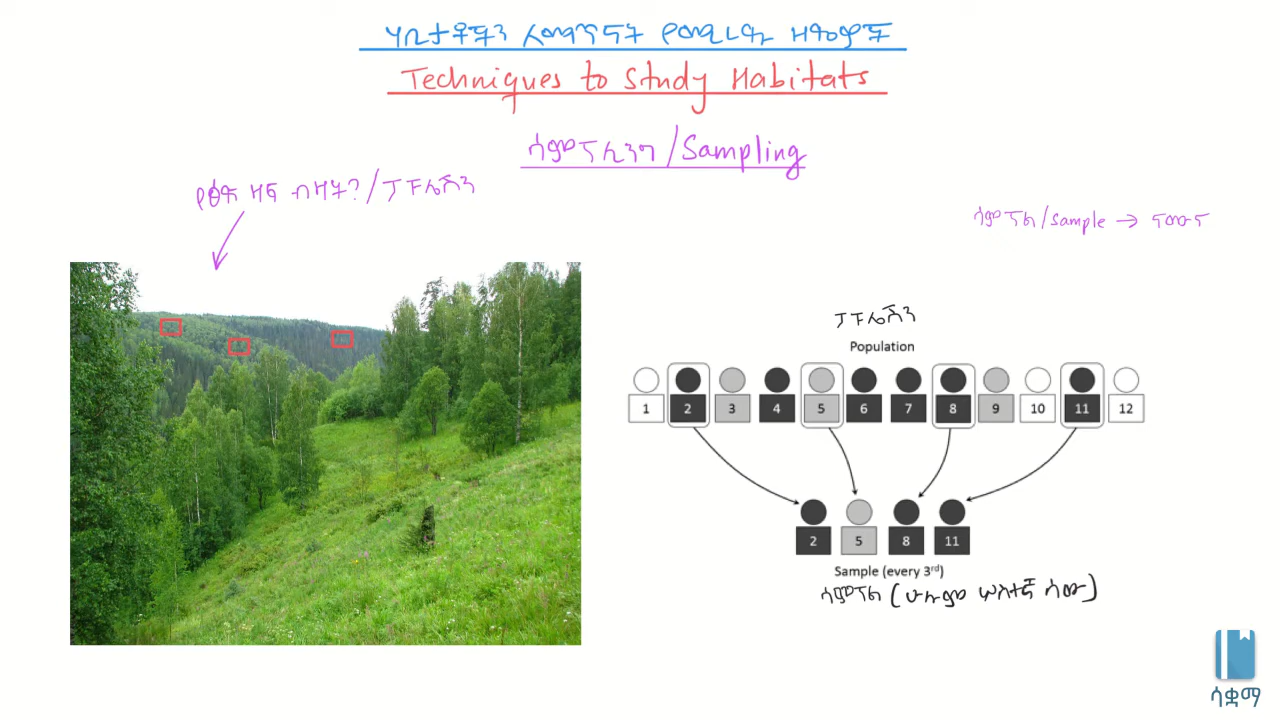 ሃቢታቶችን ለማጥናት የሚረዱ ዘዴዎች
Techniques to Study Habitats
ሳምፕሊንግ/Sampling
የፅድ ዛፍ ብዛት?/ፖፑሌሽን
ሳምፕል/Sample → ናሙና
ፖፑሌሽን
Population
1 2 3 4 5 6 7 8 9 10 11 12
2 5 8 11
Sample (every 3rd)
ሳምፕል (ሁሉም ሦስተኛ ሰው)
ሳቋማ